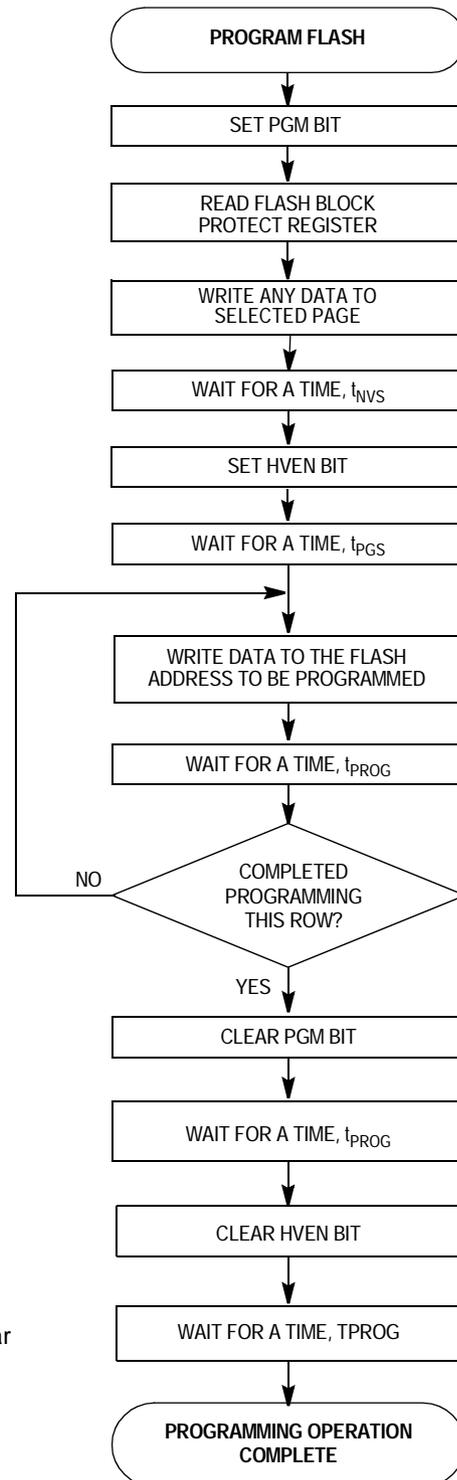 PROGRAM FLASH
SET PGM BIT
READ FLASH BLOCK
PROTECT REGISTER
WRITE ANY DATA TO
SELECTED PAGE
WAIT FOR A TIME, tNVS
SET HVEN BIT
WAIT FOR A TIME, tPGS
WRITE DATA TO THE FLASH
ADDRESS TO BE PROGRAMMED
WAIT FOR A TIME, tPROG
COMPLETED
PROGRAMMING
THIS ROW?
NO
YES
CLEAR PGM BIT
WAIT FOR A TIME, tPROG
CLEAR HVEN BIT
WAIT FOR A TIME, TPROG
PROGRAMMING OPERATION
COMPLETE